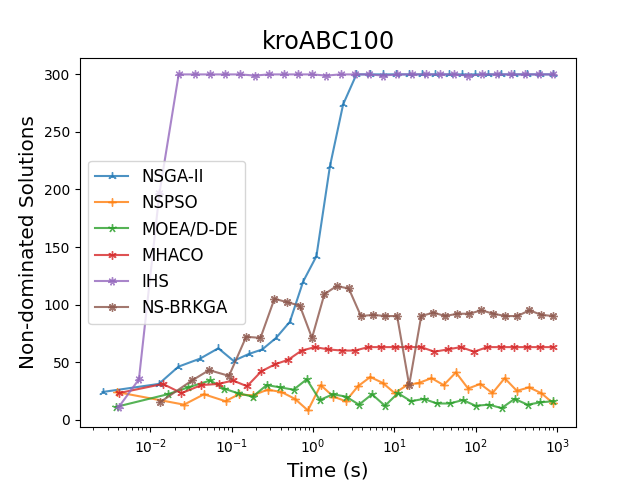 kroABC100
Non-dominated Solutions
300
250
200
150
100
50
0
NSGA-II
NSPSO
MOEA/D-DE
MHACO
IHS
NS-BRKGA
10⁻² 10⁻¹ 10⁰ 10¹ 10² 10³
Time (s)